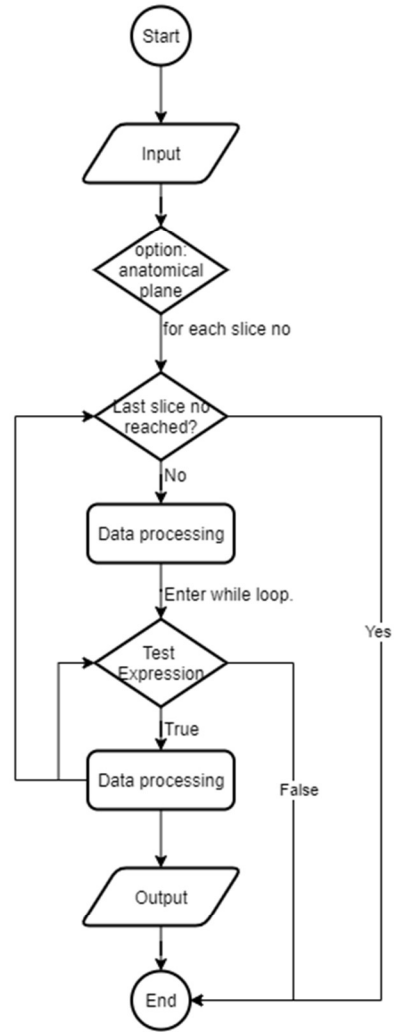 Start
Input
option:
anatomical
plane
for each slice no
Last slice no
reached?
No
Data processing
Enter while loop.
Yes
Test
Expression
True
Data processing
False
Output
End